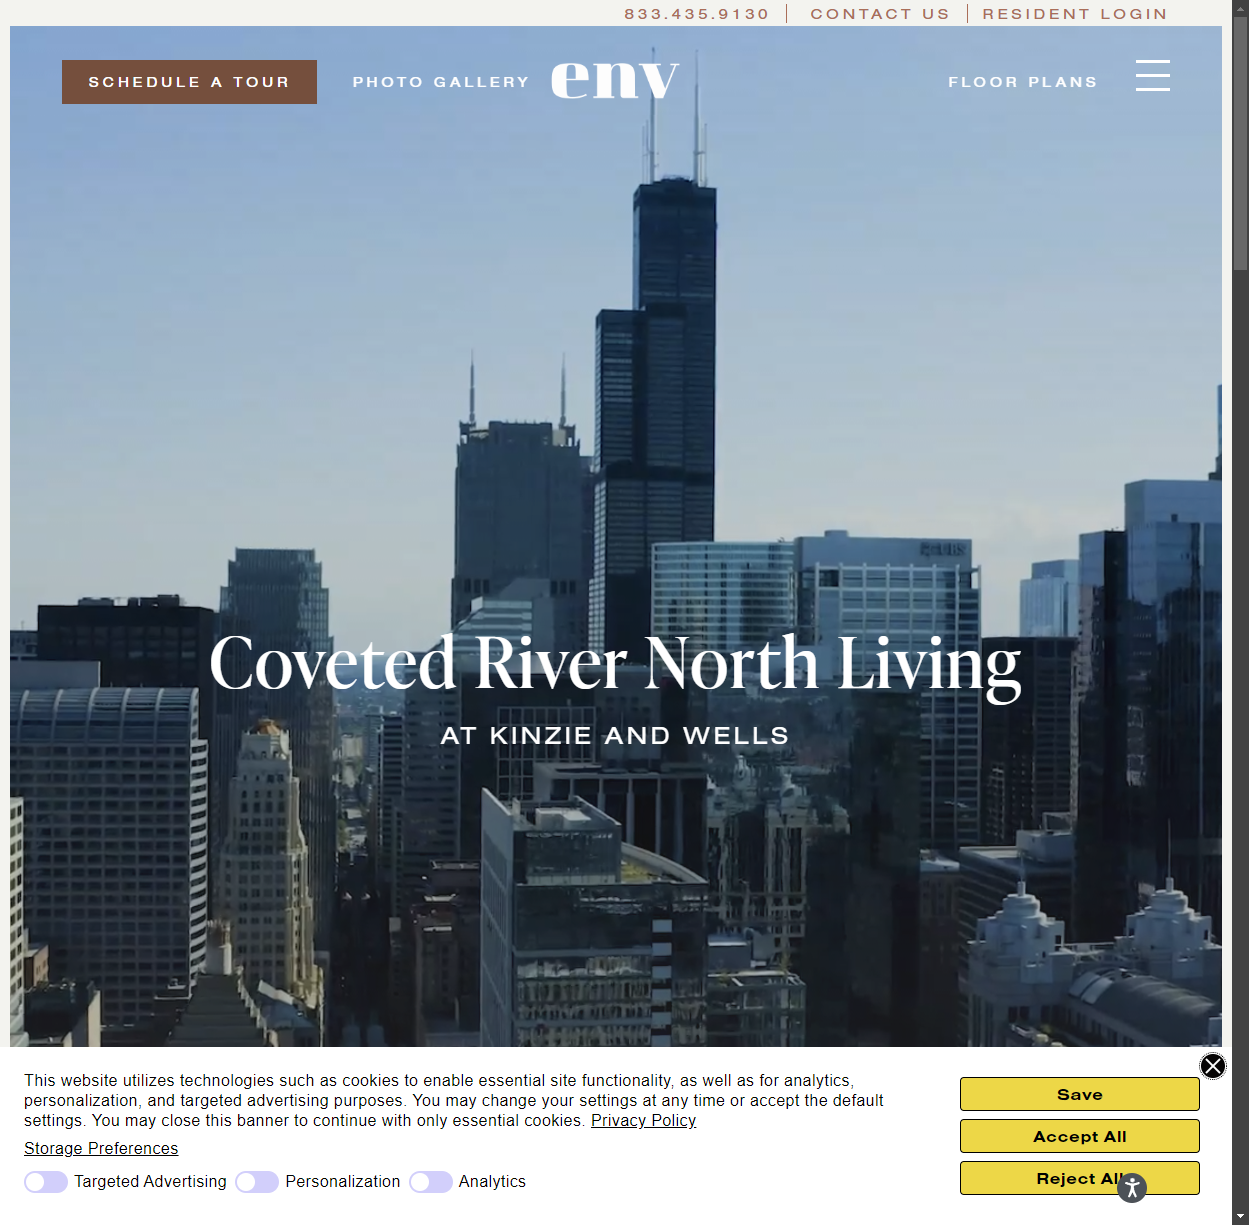 833.435.9130
CONTACT US
RESIDENT LOGIN
SCHEDULE A TOUR
PHOTO GALLERY
env
FLOOR PLANS
UBS
Coveted River North Living
AT KINZIE AND WELLS
This website utilizes technologies such as cookies to enable essential site functionality, as well as for analytics,
personalization, and targeted advertising purposes. You may change your settings at any time or accept the default
settings. You may close this banner to continue with only essential cookies. Privacy Policy
Storage Preferences
Targeted Advertising
Personalization
Analytics
Save
Accept All
Reject All